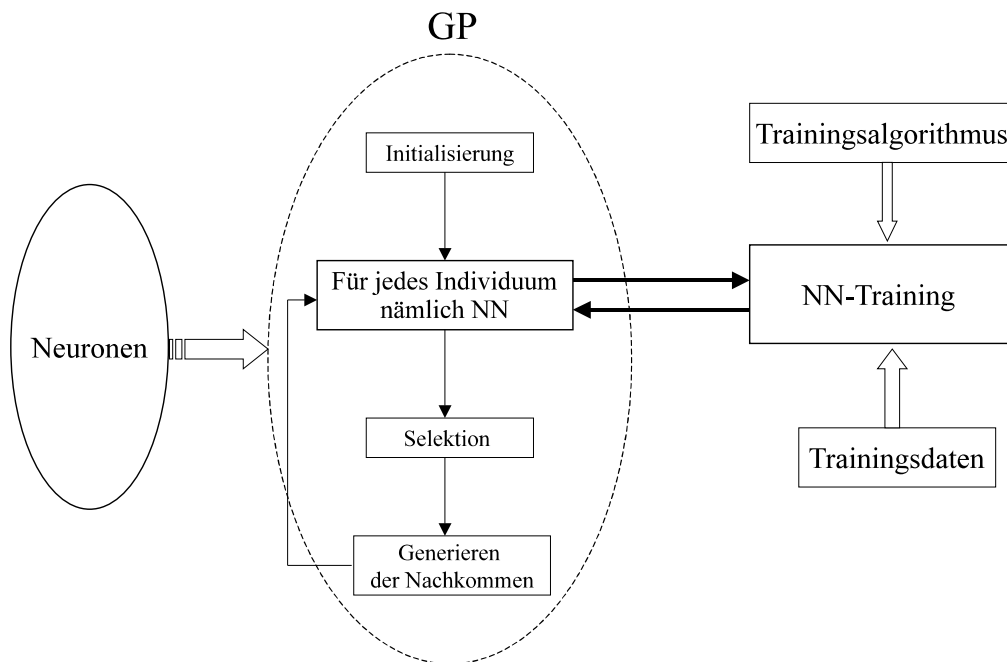 GP
Initialisierung
Trainingsalgorithmus
Für jedes Individuum
nämlich NN
NN-Training
Neuronen
Selektion
Trainingsdaten
Generieren
der Nachkommen